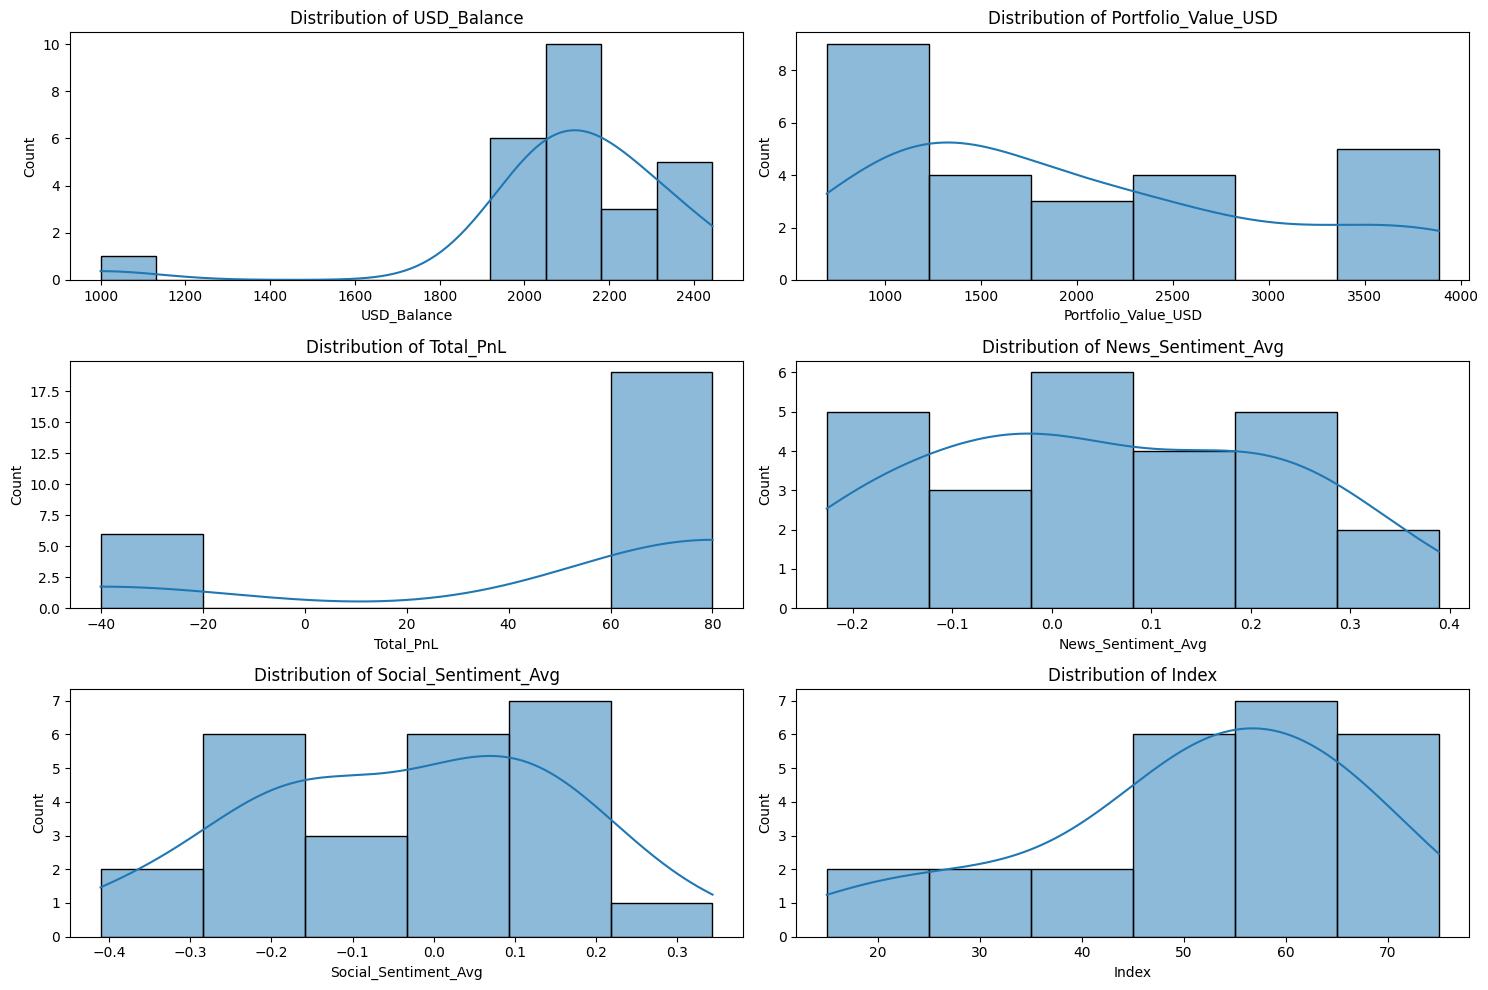 Distribution of USD_Balance
Count
10
8
6
4
2
0
1000 1200 1400 1600 1800 2000 2200 2400
USD_Balance
Distribution of Portfolio_Value_USD
Count
8
6
4
2
0
1000 1500 2000 2500 3000 3500 4000
Portfolio_Value_USD
Distribution of Total_PnL
Count
17.5
15.0
12.5
10.0
7.5
5.0
2.5
0.0
−40 −20 0 20 40 60 80
Total_PnL
Distribution of News_Sentiment_Avg
Count
6
5
4
3
2
1
0
−0.2 −0.1 0.0 0.1 0.2 0.3 0.4
News_Sentiment_Avg
Distribution of Social_Sentiment_Avg
Count
7
6
5
4
3
2
1
0
−0.4 −0.3 −0.2 −0.1 0.0 0.1 0.2 0.3
Social_Sentiment_Avg
Distribution of Index
Count
7
6
5
4
3
2
1
0
20 30 40 50 60 70
Index